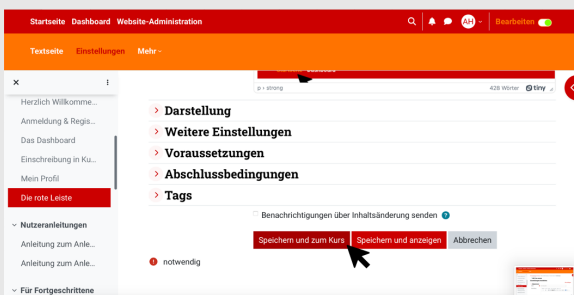 Startseite Dashboard Website-Administration AH Bearbeiten
Textseite Einstellungen Mehr
p › strong 428 Wörter tiny
Herzlich Willkomme...
Anmeldung & Regis...
Das Dashboard
Einschreibung in Ku...
Mein Profil
Die rote Leiste
Nutzeranleitungen
Anleitung zum Anle...
Anleitung zum Anle...
Für Fortgeschrittene
Darstellung
Weitere Einstellungen
Voraussetzungen
Abschlussbedingungen
Tags
Benachrichtigungen über Inhaltsänderung senden
Speichern und zum Kurs Speichern und anzeigen Abbrechen
notwendig